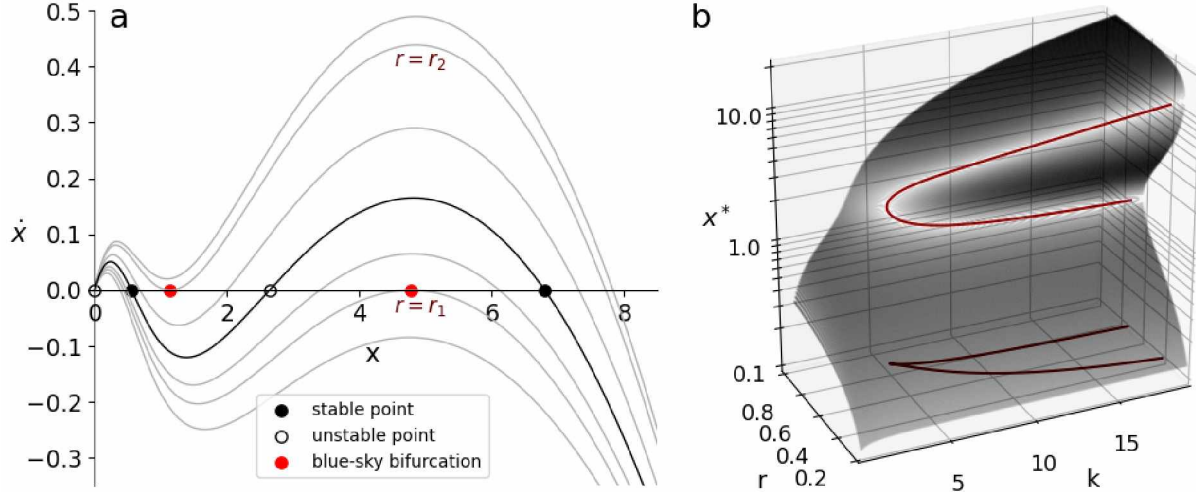 a
0.5
0.4
0.3
0.2
0.1
0.0
−0.1
−0.2
−0.3
ẋ
r = r₂
r = r₁
0 2 4 6 8
x
stable point
unstable point
blue-sky bifurcation
b
10.0
1.0
0.1
x*
0.8
0.6
0.4
0.2
r
5
10
15
k